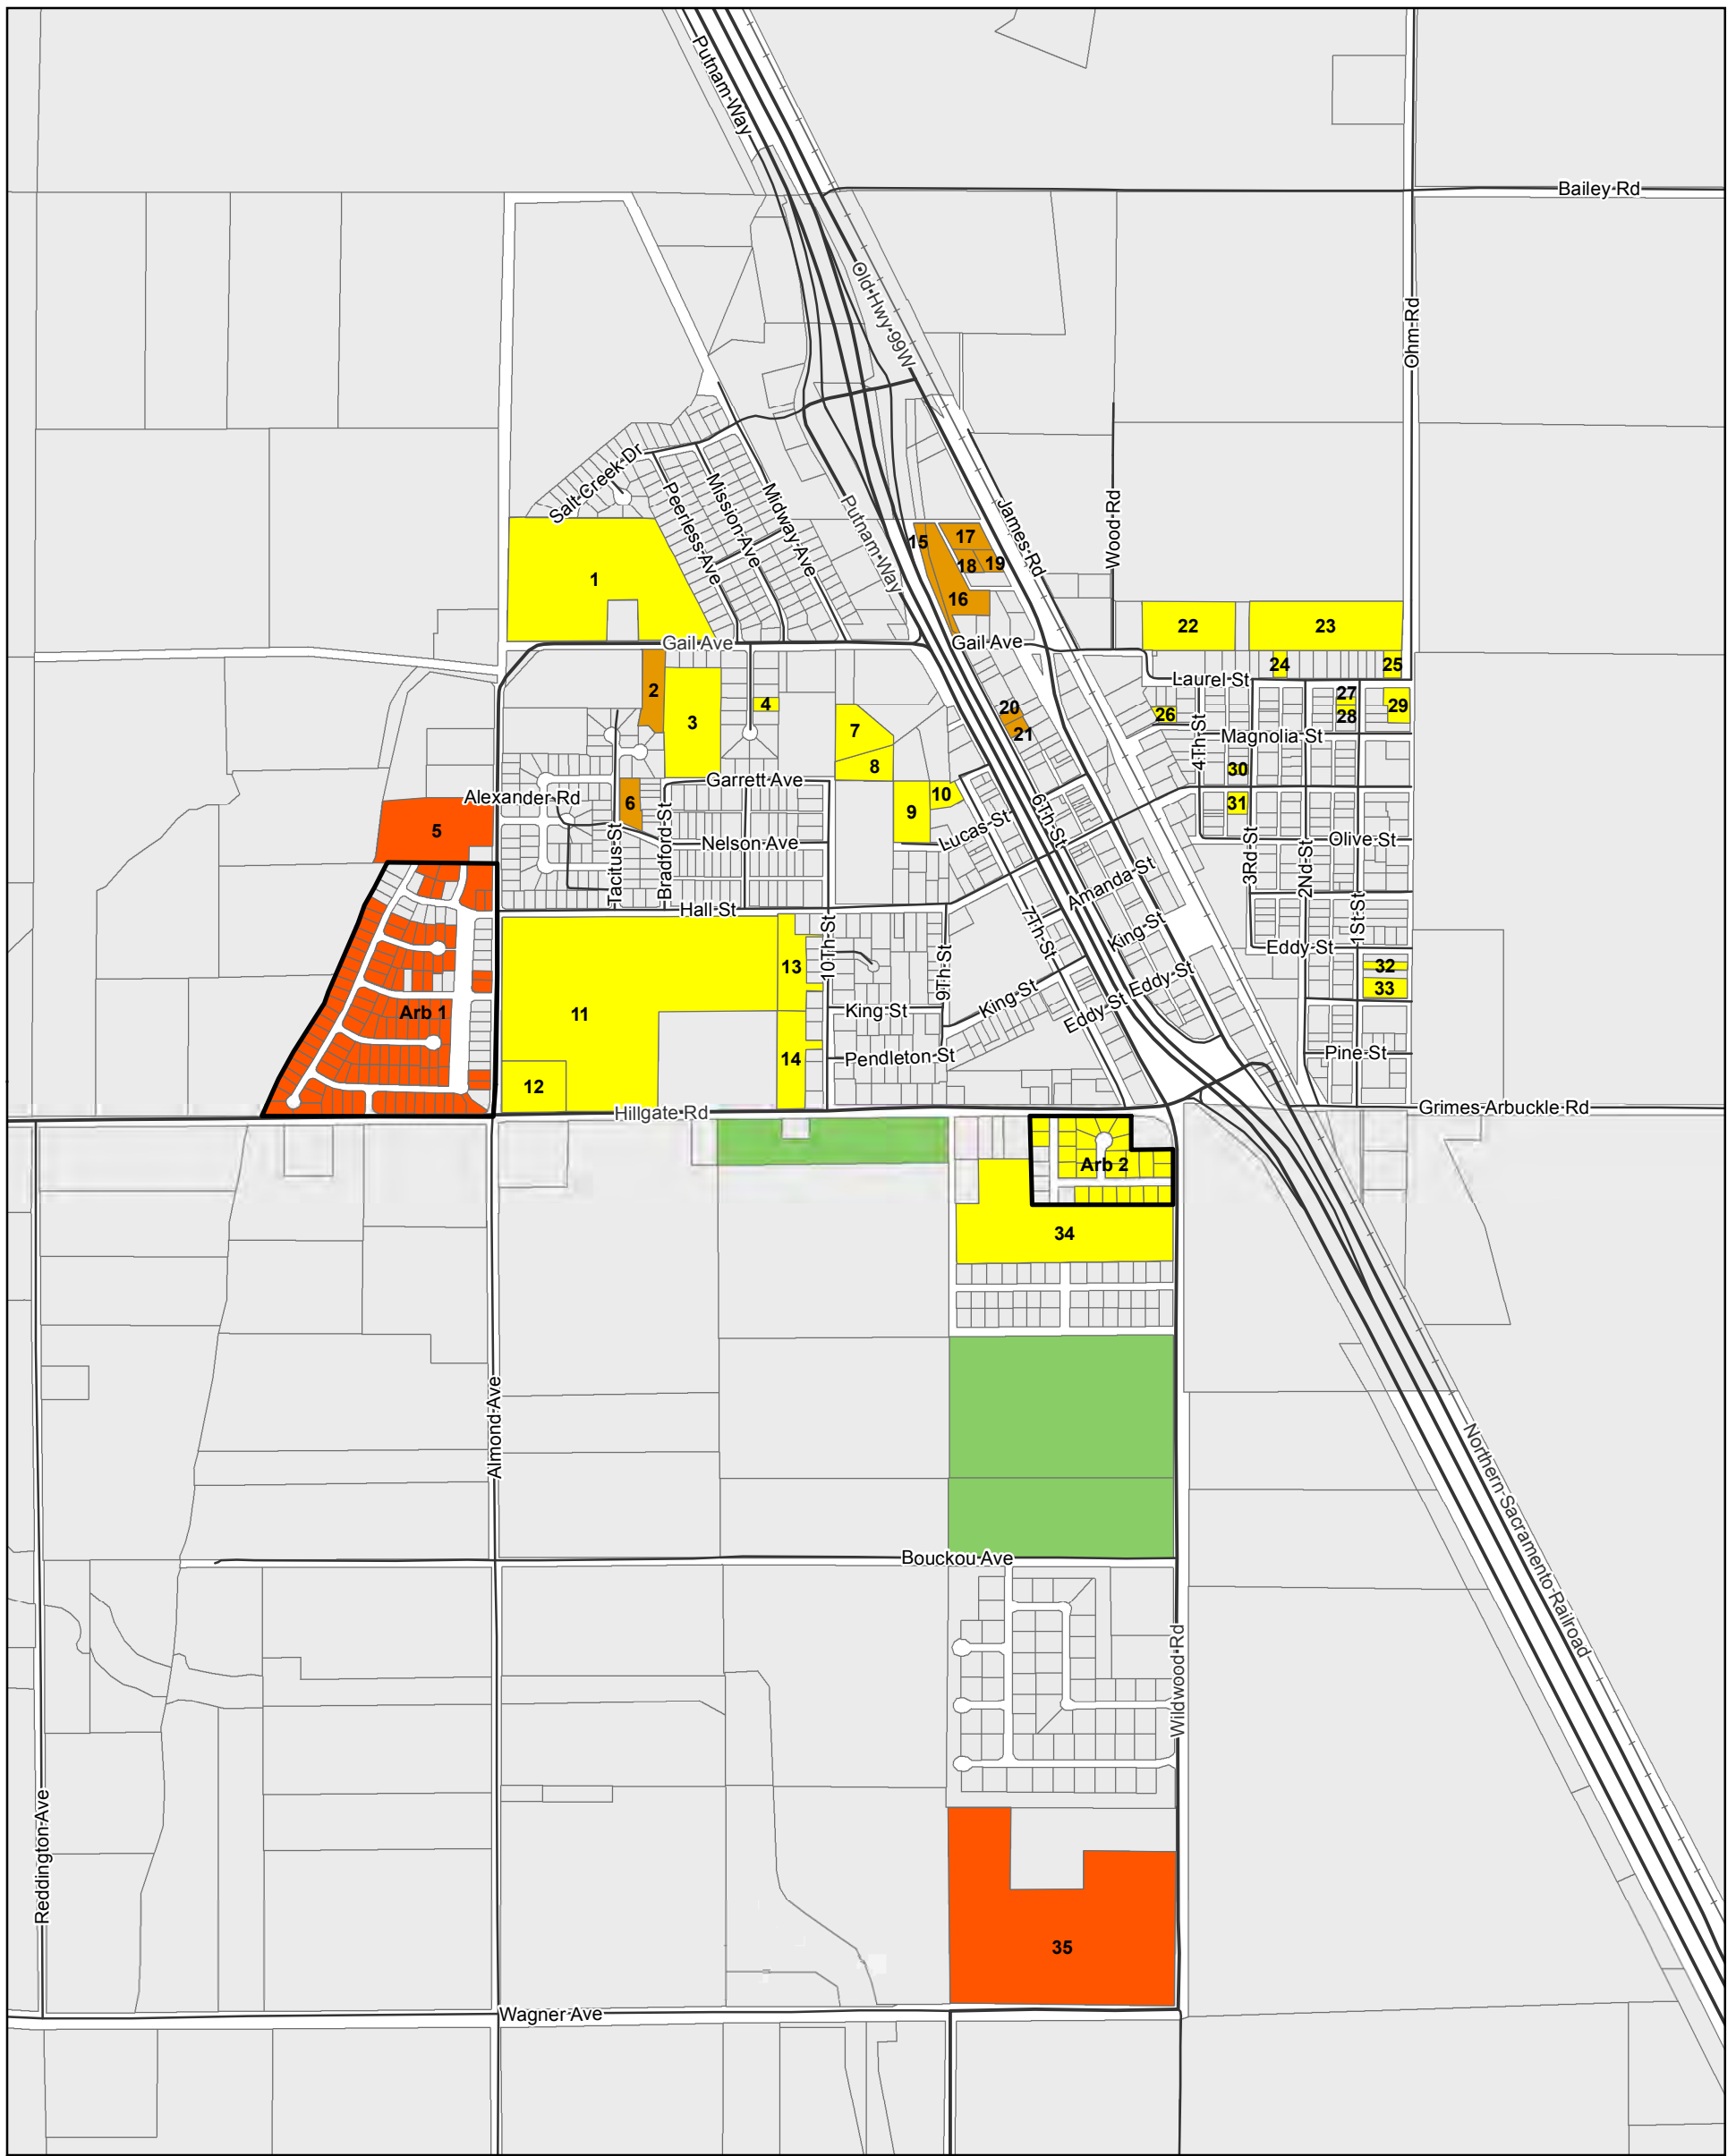 Putnam Way
Bailey Rd
Old Hwy 99W
Ohm Rd
Salt Creek Dr
Peerless Ave
Mission Ave
Midway Ave
Putnam Way
James Rd
Wood Rd
15
17
18
19
16
1
22
23
Gail Ave
Gail Ave
24
25
Laurel St
2
3
4
20
21
26
27
28
29
7
8
4Th St
Magnolia St
30
Garrett Ave
Alexander Rd
6
9
10
31
5
Tacitus St
Bradford St
Nelson Ave
Lucas St
6Th St
3Rd St
2Nd St
Olive St
Amanda St
Hall St
10Th St
9Th St
7Th St
King St
1St St
Eddy St
13
32
33
Arb 1
11
King St
King St
Eddy St
Eddy St
12
14
Pendleton St
Pine St
Hillgate Rd
Grimes Arbuckle Rd
Arb 2
34
Almond Ave
Northern Sacramento Railroad
Bouckou Ave
Wildwood Rd
Reddington Ave
35
Wagner Ave